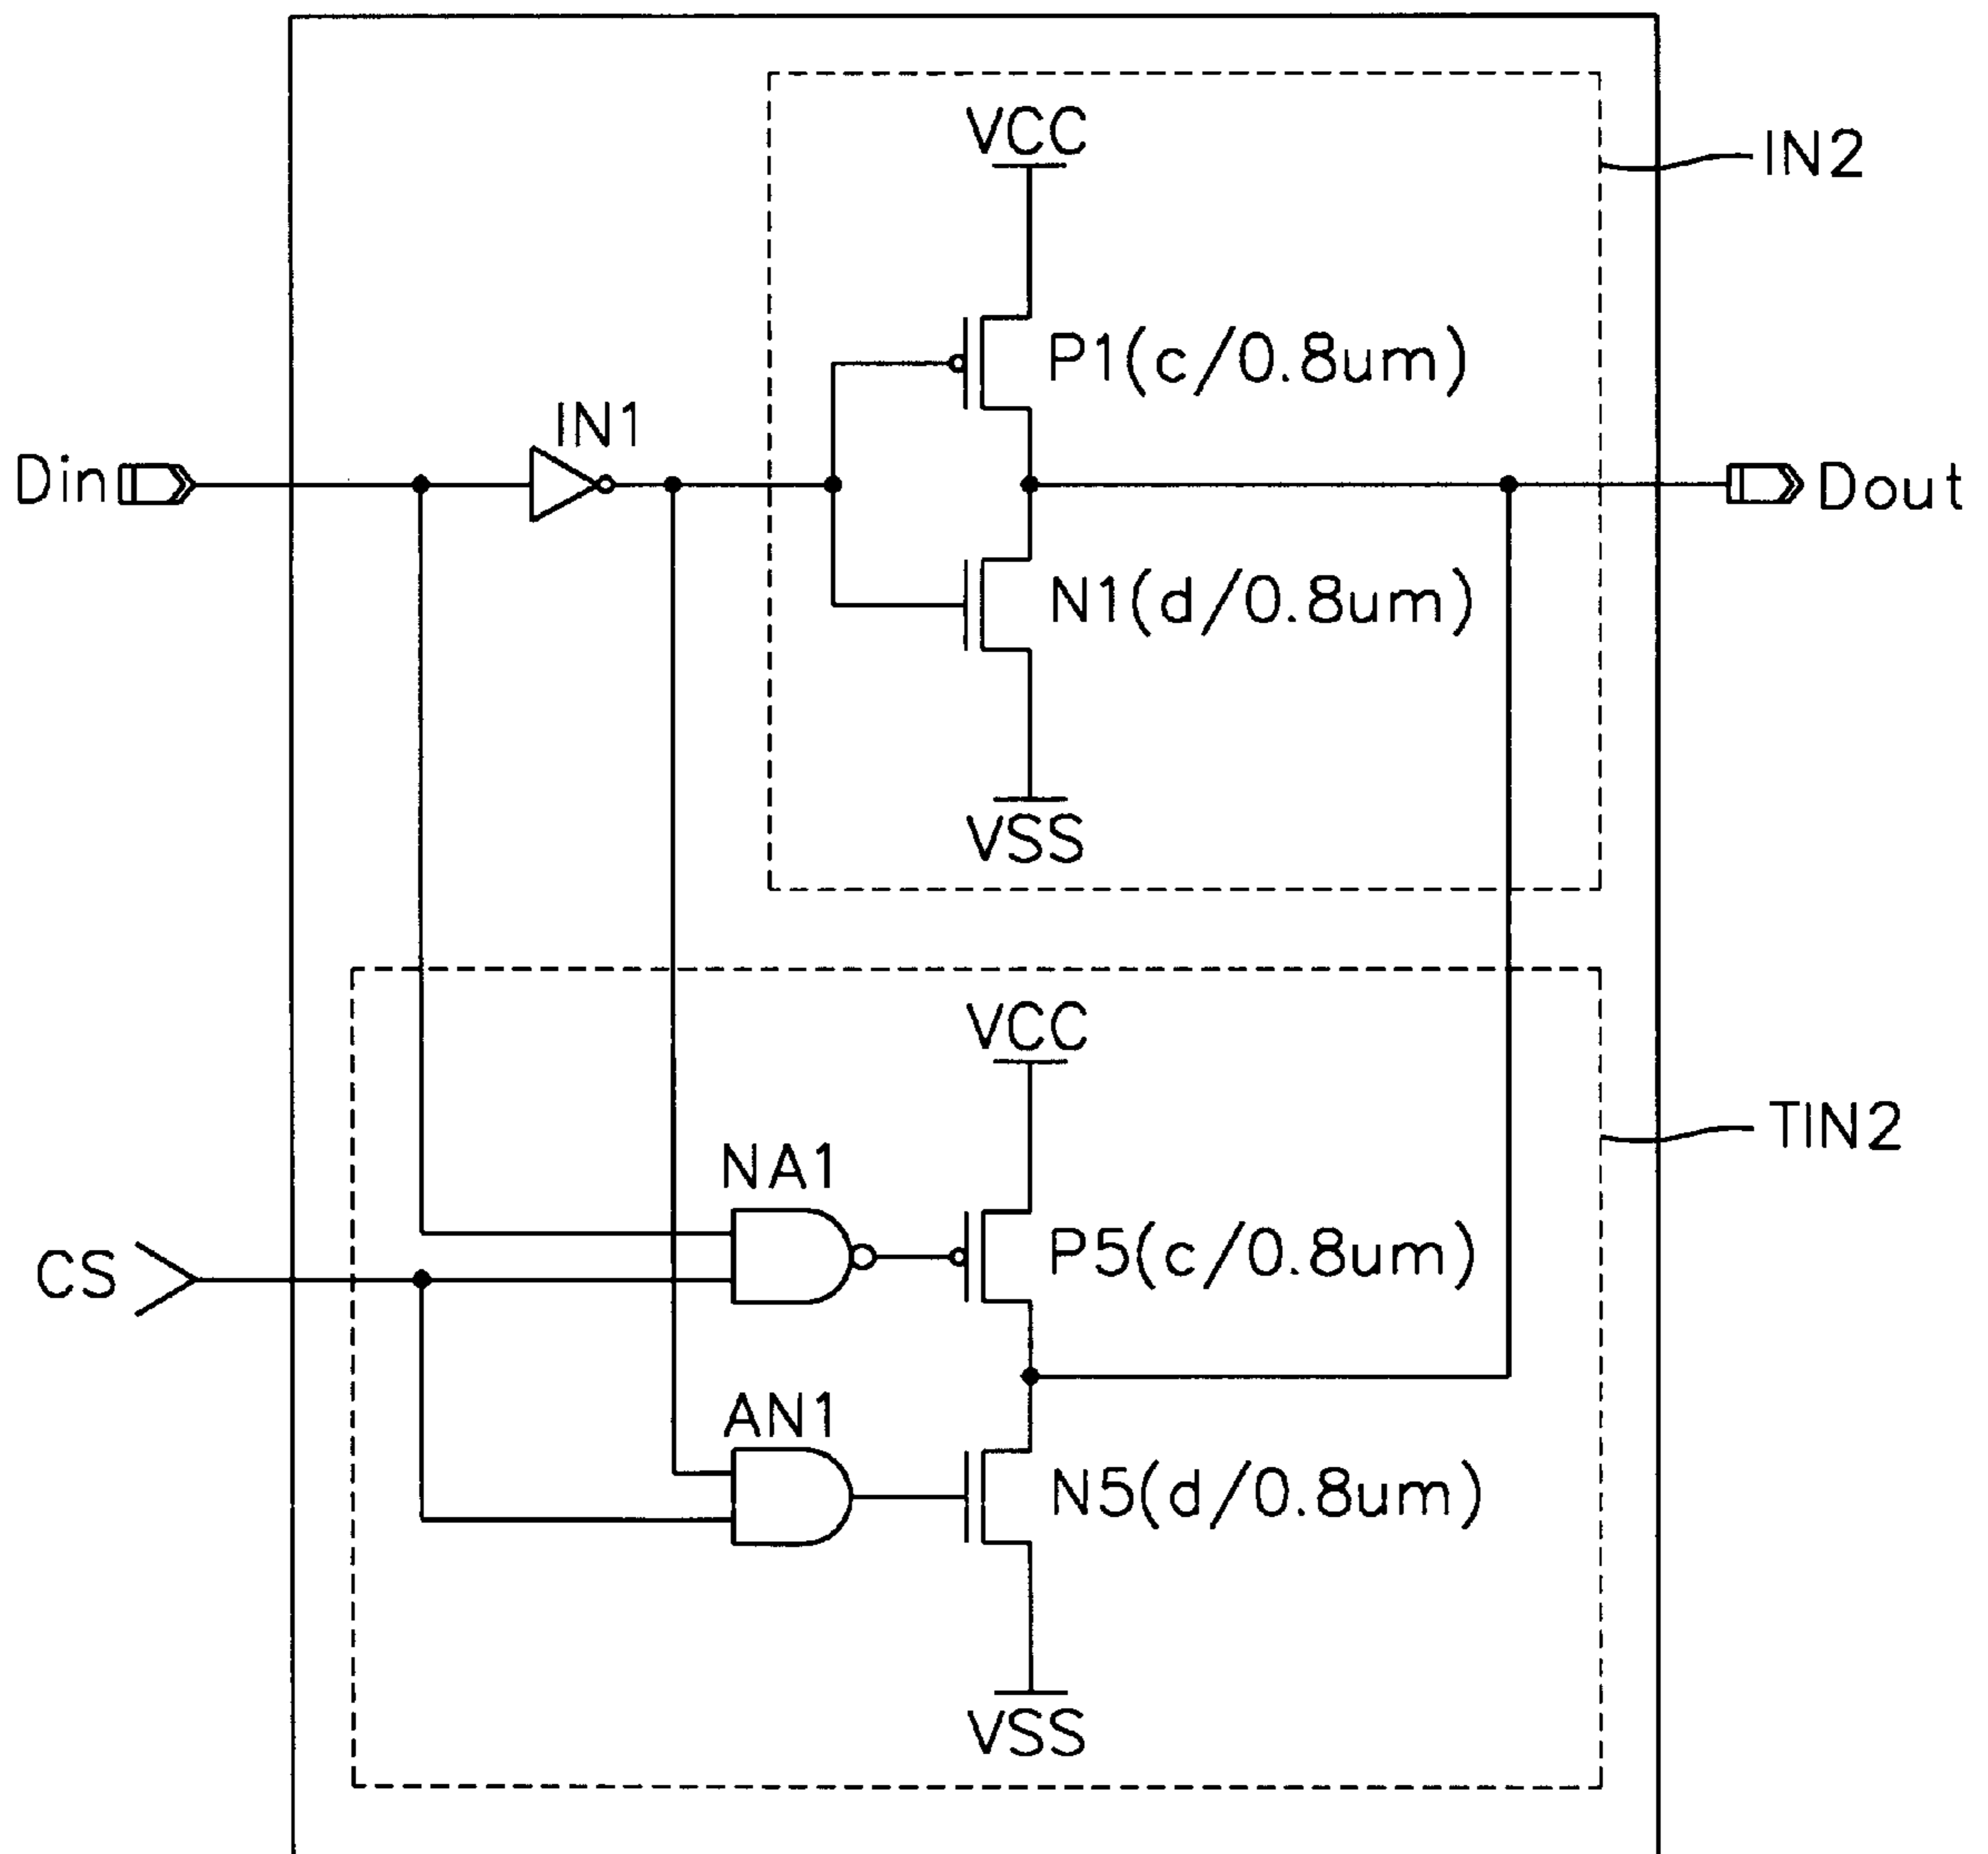 VCC
IN2
P1(c/0.8um)
IN1
Din
Dout
N1(d/0.8um)
VSS
VCC
TIN2
NA1
P5(c/0.8um)
CS
AN1
N5(d/0.8um)
VSS